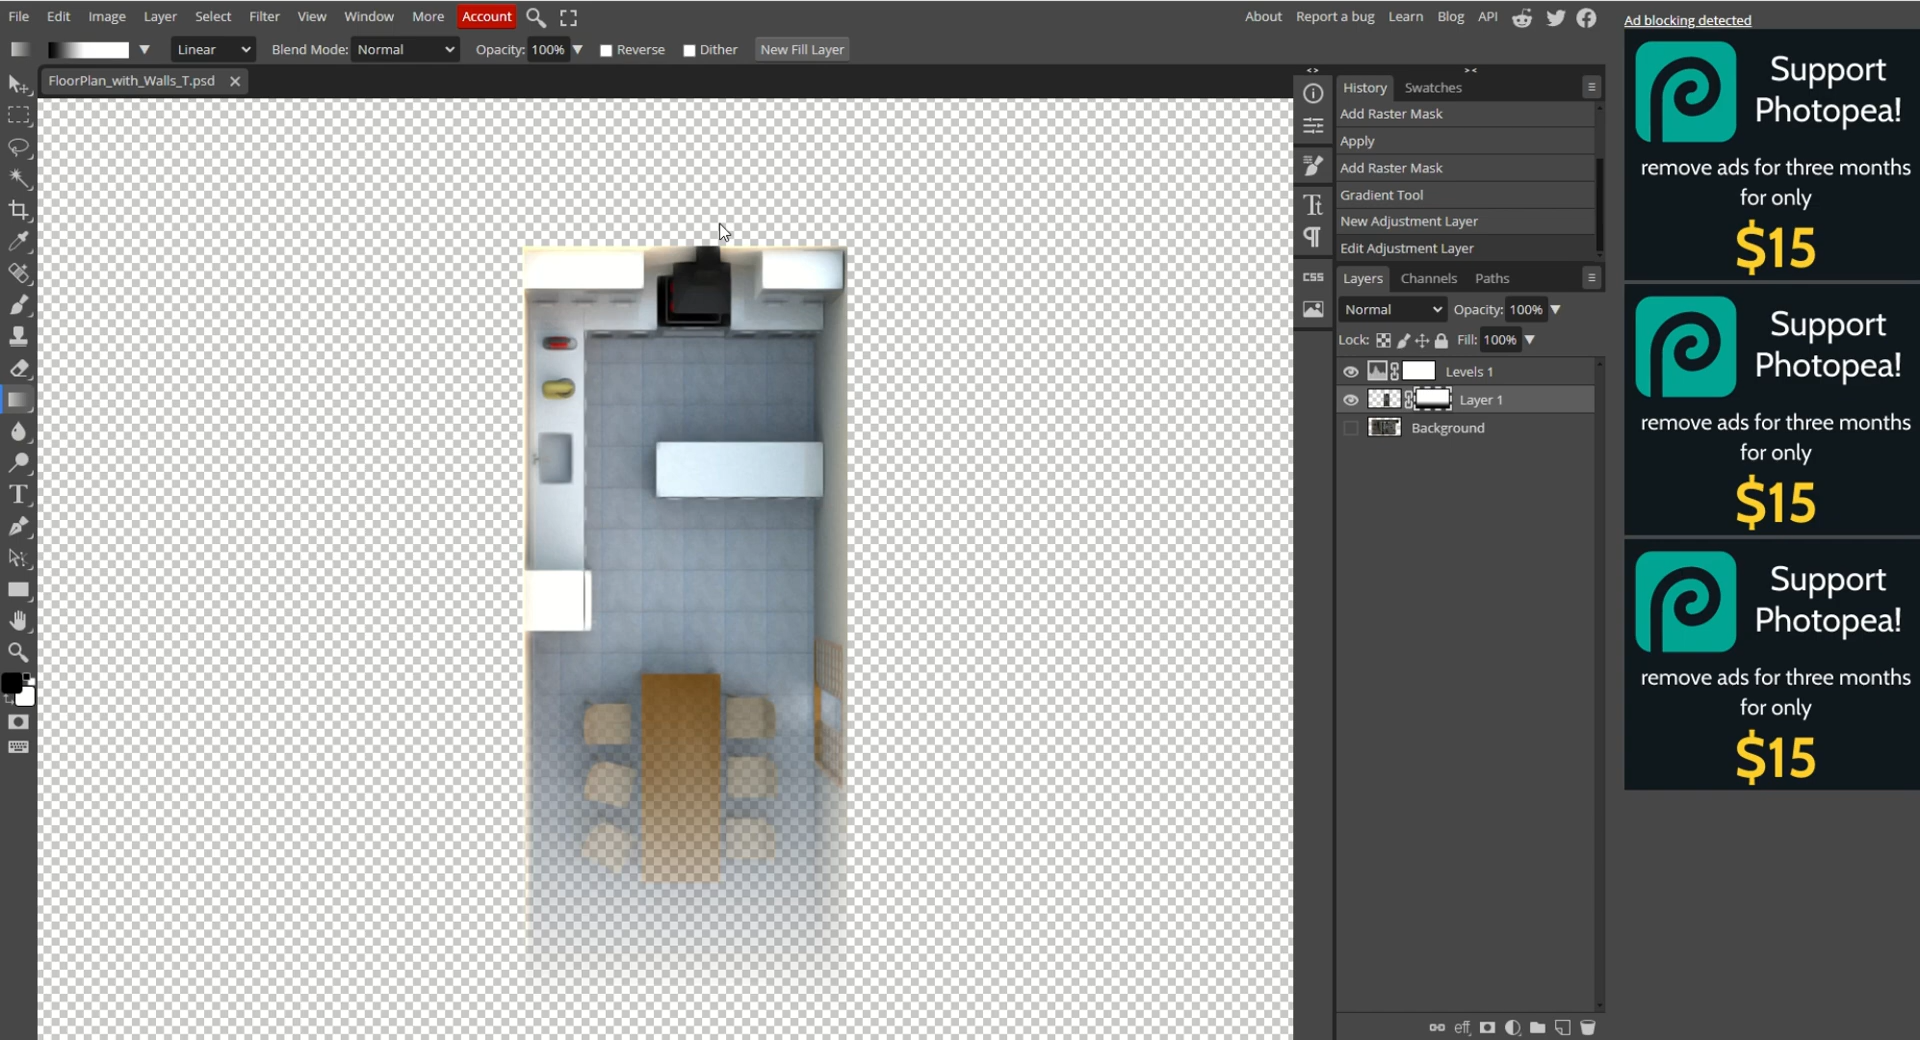 File Edit Image Layer Select Filter View Window More Account
About Report a bug Learn Blog API
Linear Blend Mode: Normal Opacity: 100% Reverse Dither New Fill Layer
FloorPlan_with_Walls_T.psd
History Swatches
Add Raster Mask
Apply
Add Raster Mask
Gradient Tool
New Adjustment Layer
Edit Adjustment Layer
CSS
Layers Channels Paths
Normal Opacity: 100%
Lock: Fill: 100%
Levels 1
Layer 1
Background
eff
Ad blocking detected
Support
Photopea!
remove ads for three months
for only
$15
Support
Photopea!
remove ads for three months
for only
$15
Support
Photopea!
remove ads for three months
for only
$15